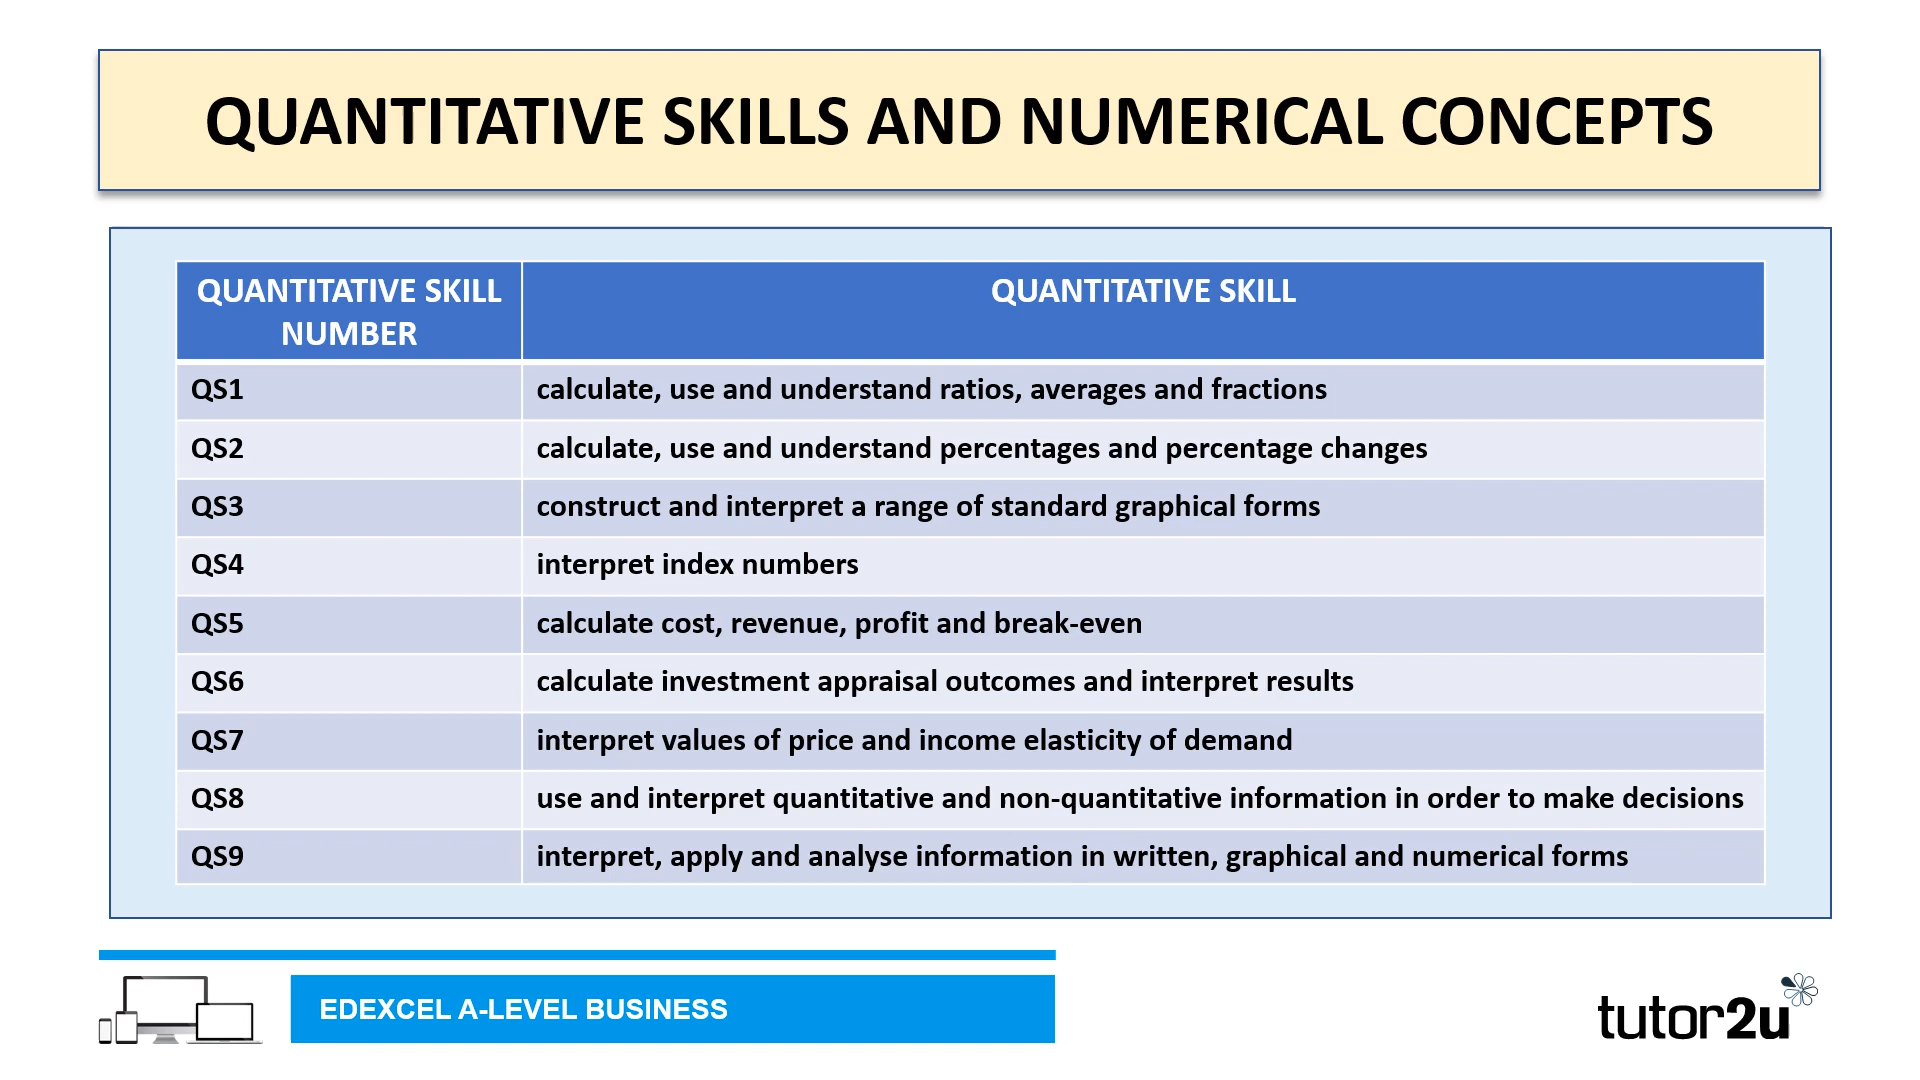 QUANTITATIVE SKILLS AND NUMERICAL CONCEPTS
QUANTITATIVE SKILL NUMBER
QUANTITATIVE SKILL
QS1 calculate, use and understand ratios, averages and fractions
QS2 calculate, use and understand percentages and percentage changes
QS3 construct and interpret a range of standard graphical forms
QS4 interpret index numbers
QS5 calculate cost, revenue, profit and break-even
QS6 calculate investment appraisal outcomes and interpret results
QS7 interpret values of price and income elasticity of demand
QS8 use and interpret quantitative and non-quantitative information in order to make decisions
QS9 interpret, apply and analyse information in written, graphical and numerical forms
EDEXCEL A-LEVEL BUSINESS
tutor2u